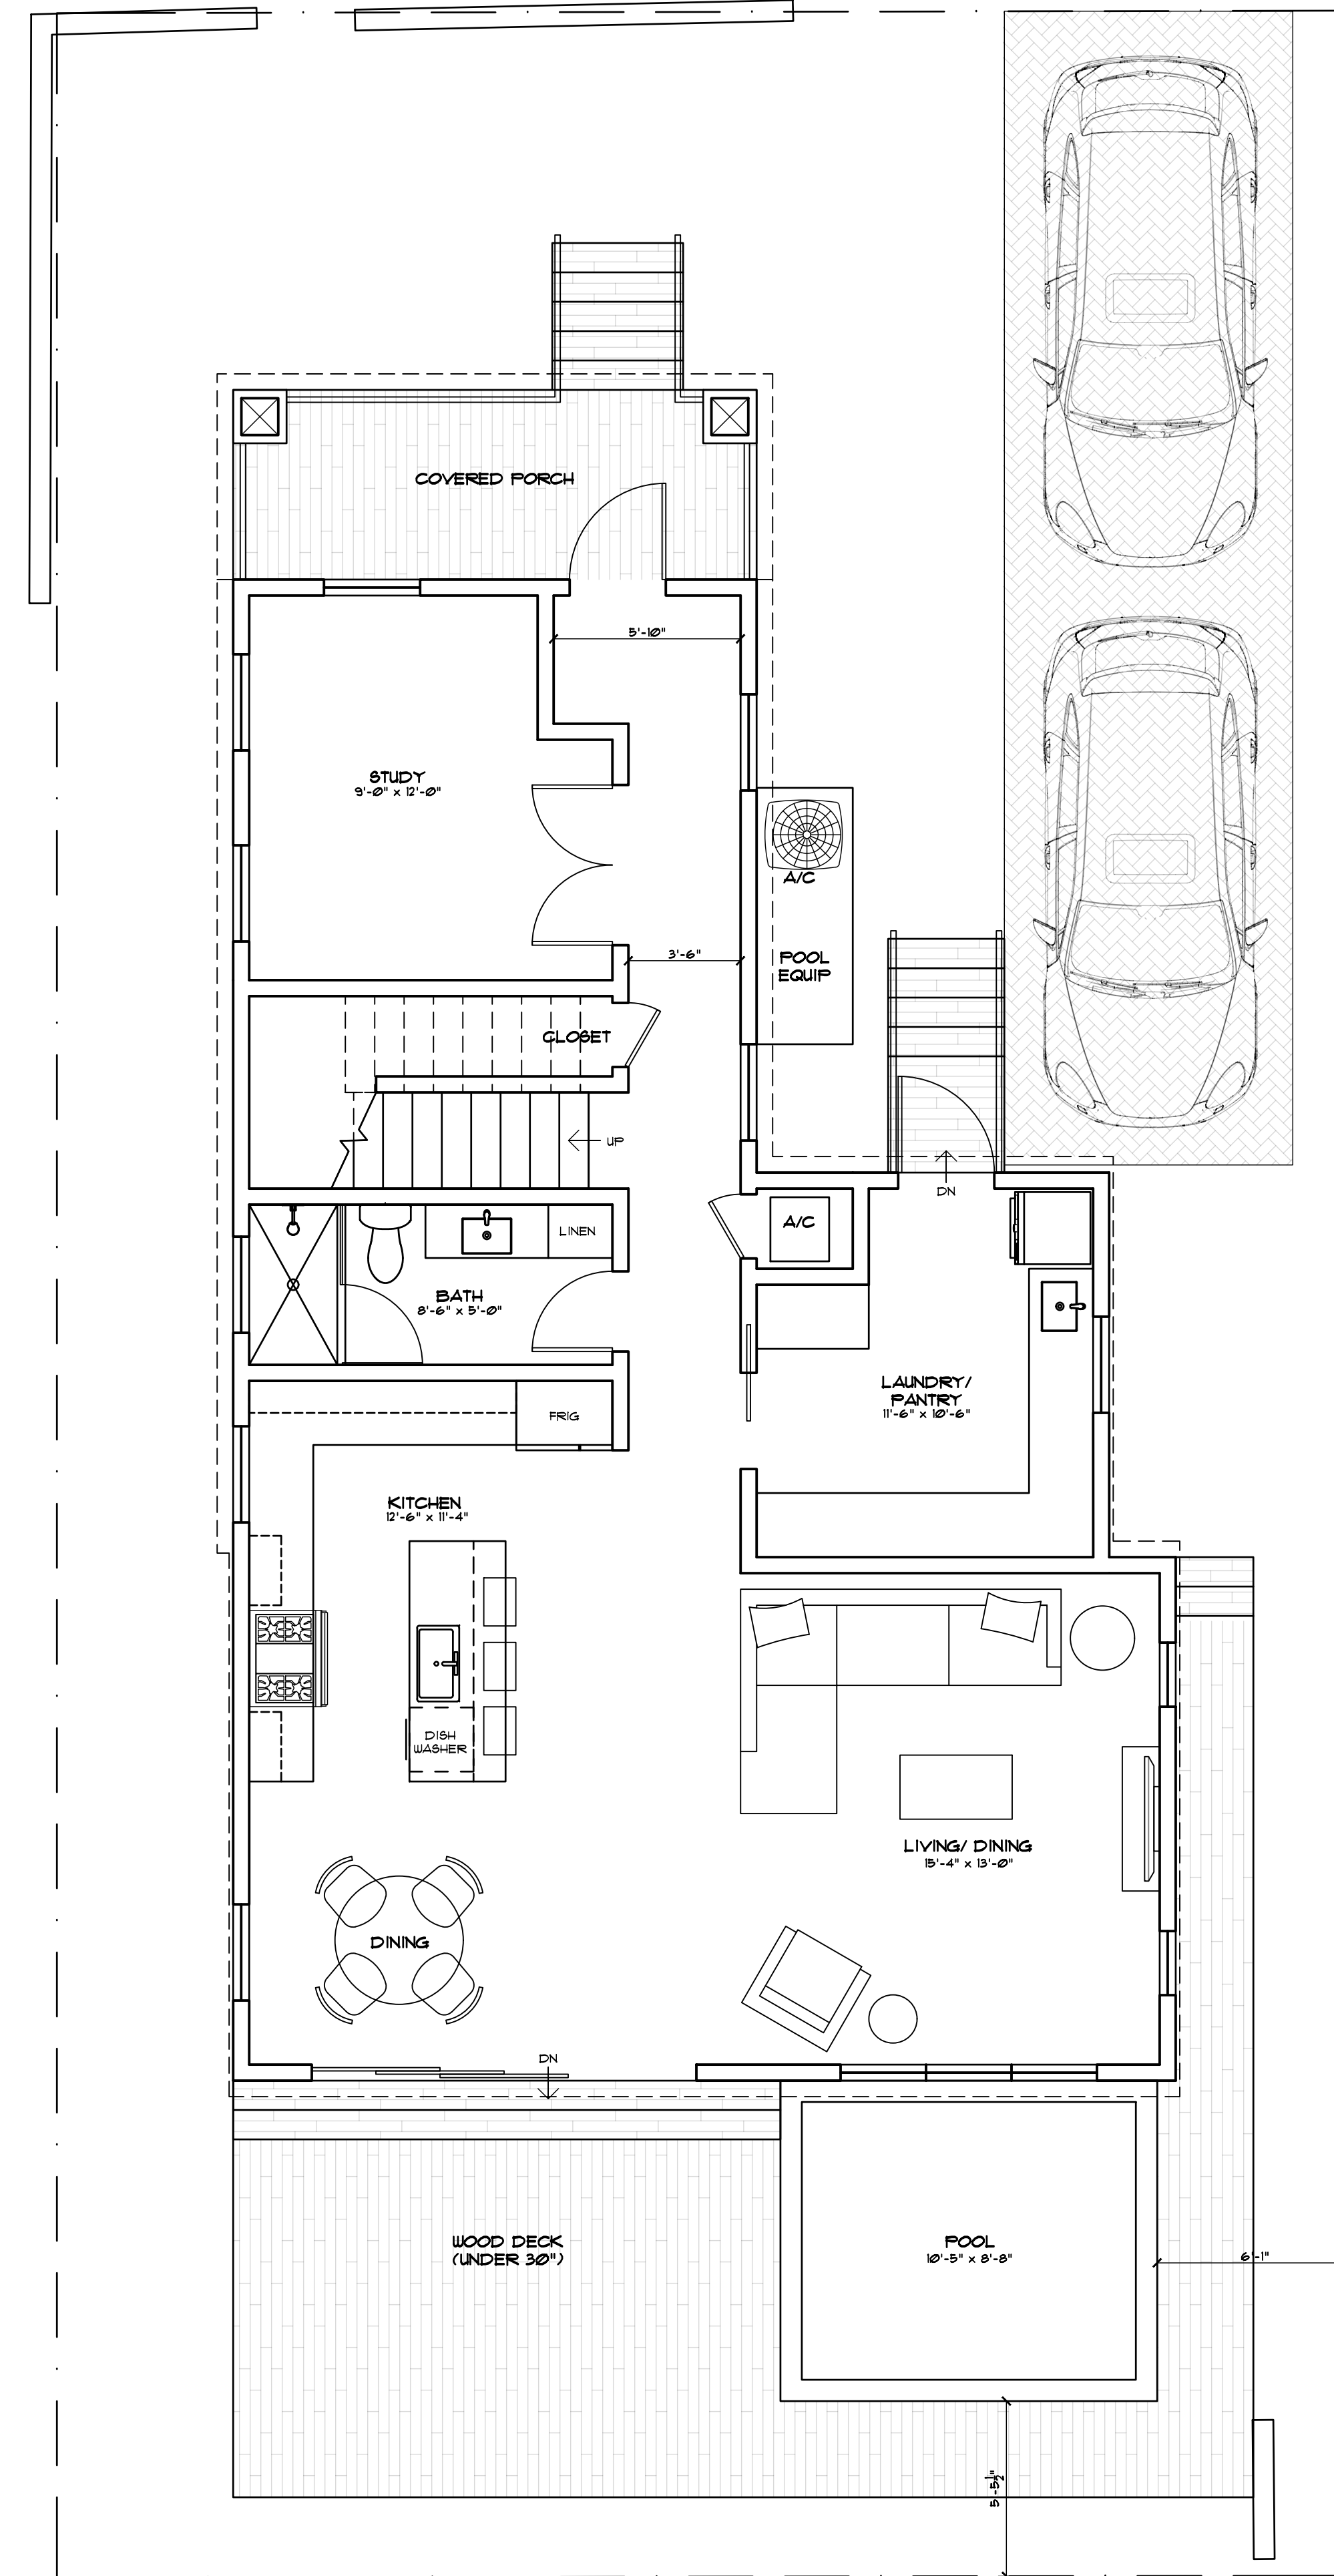 COVERED PORCH
5'-10"
STUDY
9'-0" x 12'-0"
A/C
3'-6"
POOL
EQUIP
CLOSET
UP
DN
A/C
LINEN
BATH
8'-6" x 5'-0"
LAUNDRY/
PANTRY
11'-6" x 10'-6"
FRIG
KITCHEN
12'-6" x 11'-4"
DISH
WASHER
LIVING/ DINING
15'-4" x 13'-0"
DINING
DN
WOOD DECK
(UNDER 30")
POOL
10'-5" x 8'-8"
6'-1"
5'-5½"